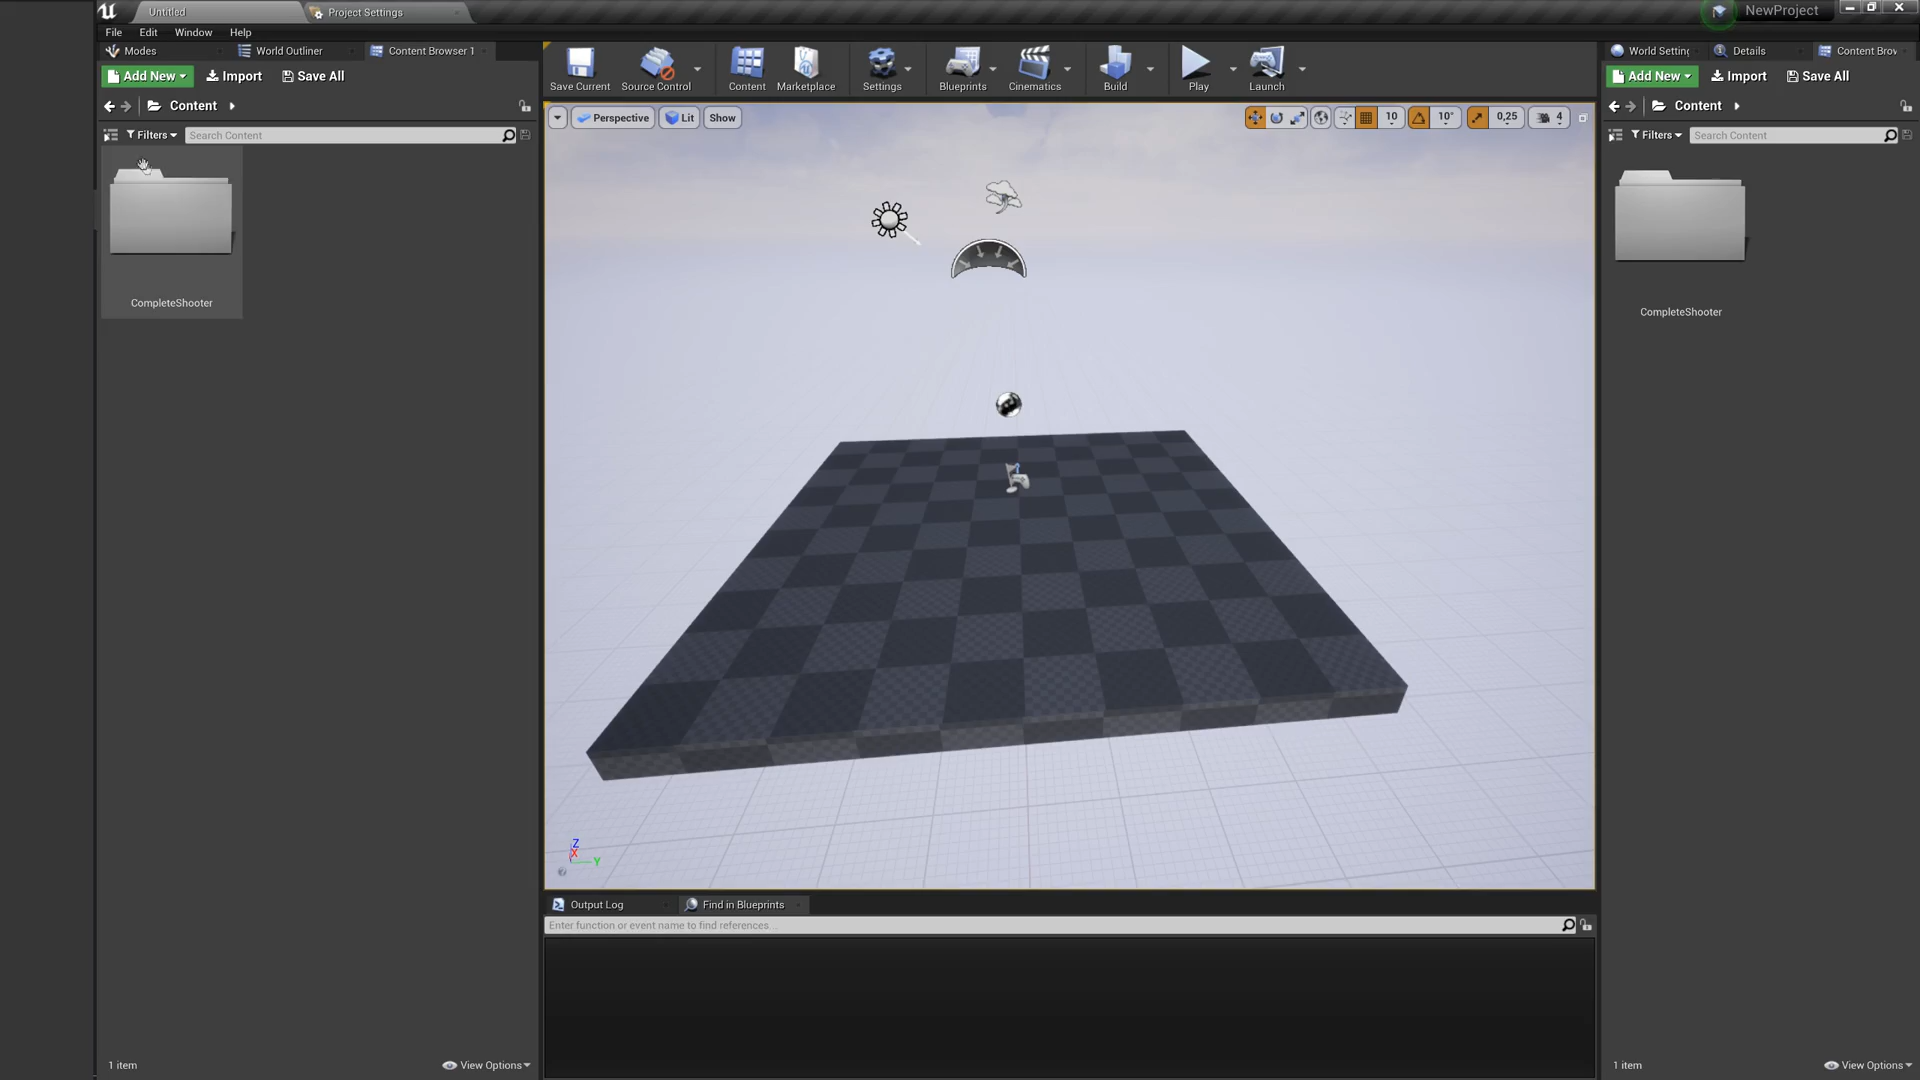 Untitled
Project Settings
NewProject
File Edit Window Help
Modes
World Outliner
Content Browser 1
Add New
Import
Save All
Content
Filters
Search Content
CompleteShooter
1 item
View Options
Save Current
Source Control
Content
Marketplace
Settings
Blueprints
Cinematics
Build
Play
Launch
Perspective
Lit
Show
10
10°
0,25
4
Z
X
Y
Output Log
Find in Blueprints
Enter function or event name to find references...
World Settin
Details
Content Brov
Add New
Import
Save All
Content
Filters
Search Content
CompleteShooter
1 item
View Options